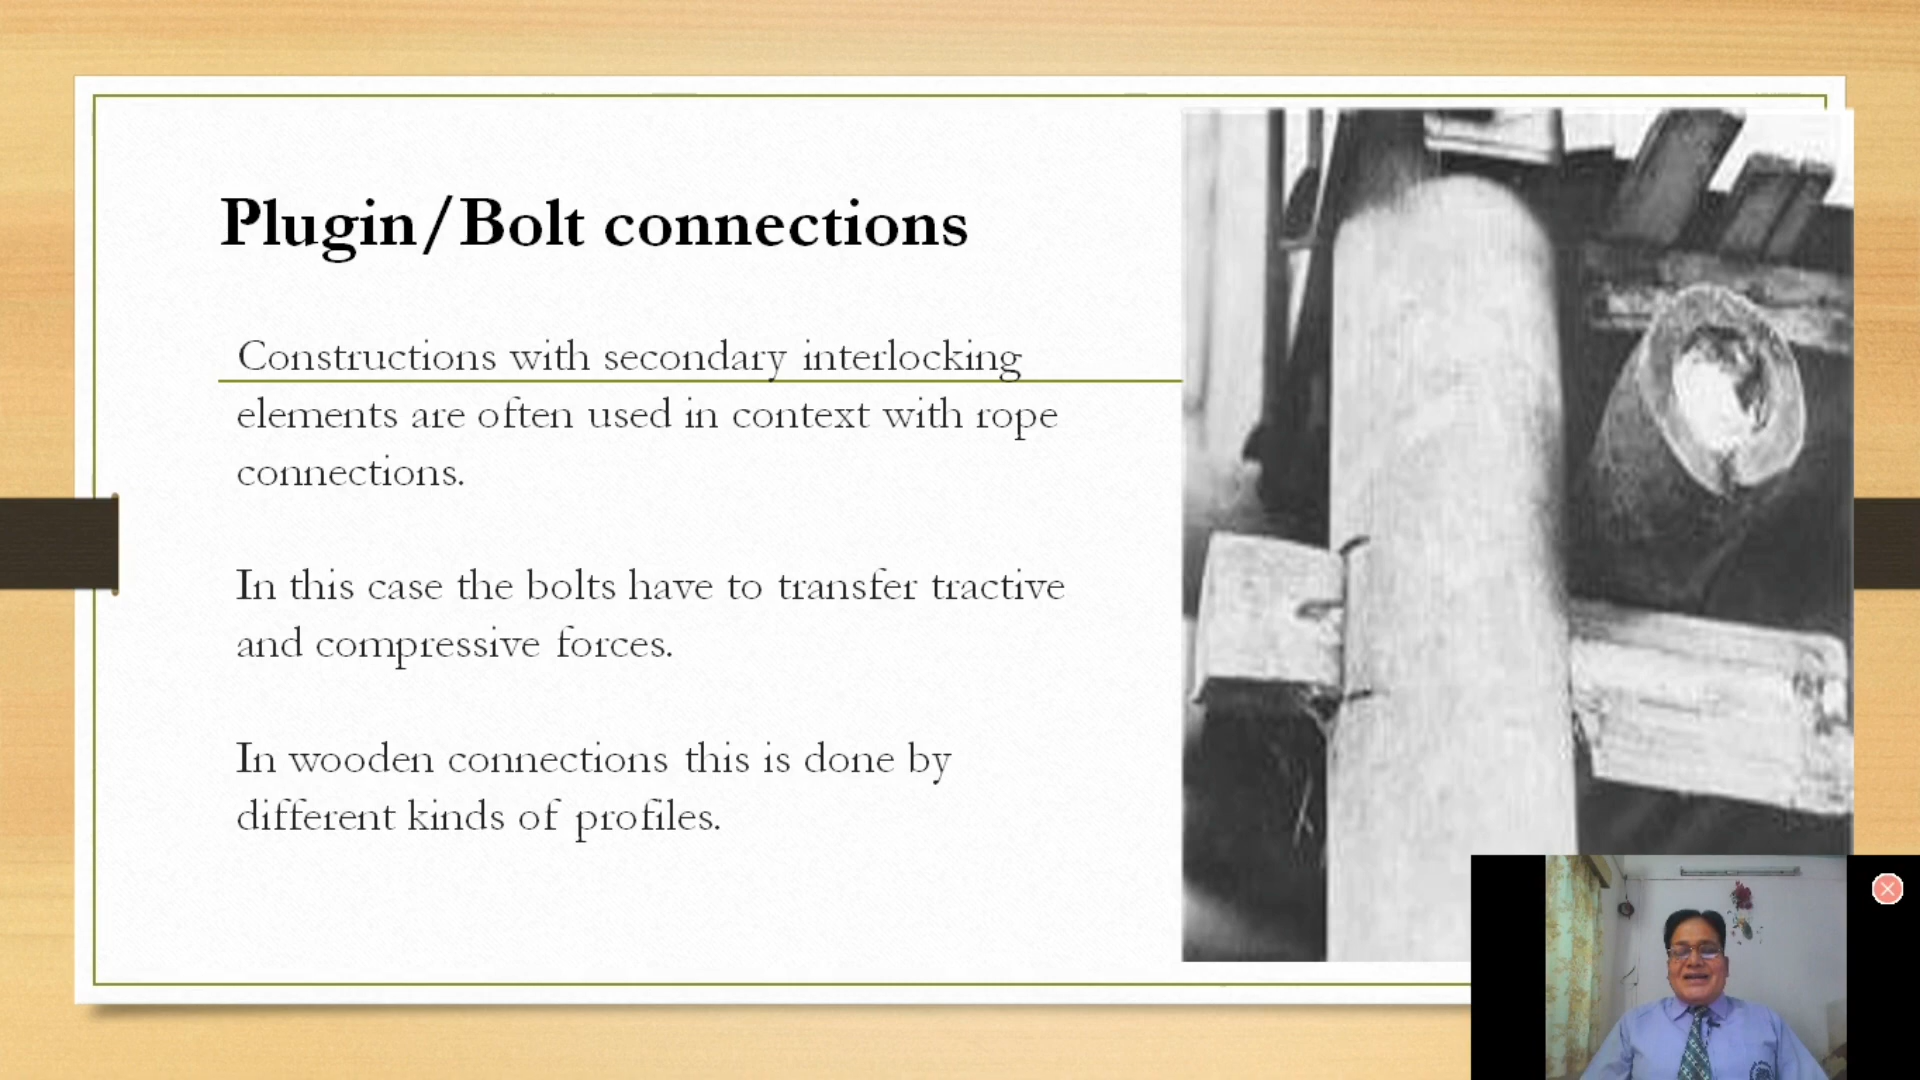 Plugin/Bolt connections
Constructions with secondary interlocking
elements are often used in context with rope
connections.
In this case the bolts have to transfer tractive
and compressive forces.
In wooden connections this is done by
different kinds of profiles.